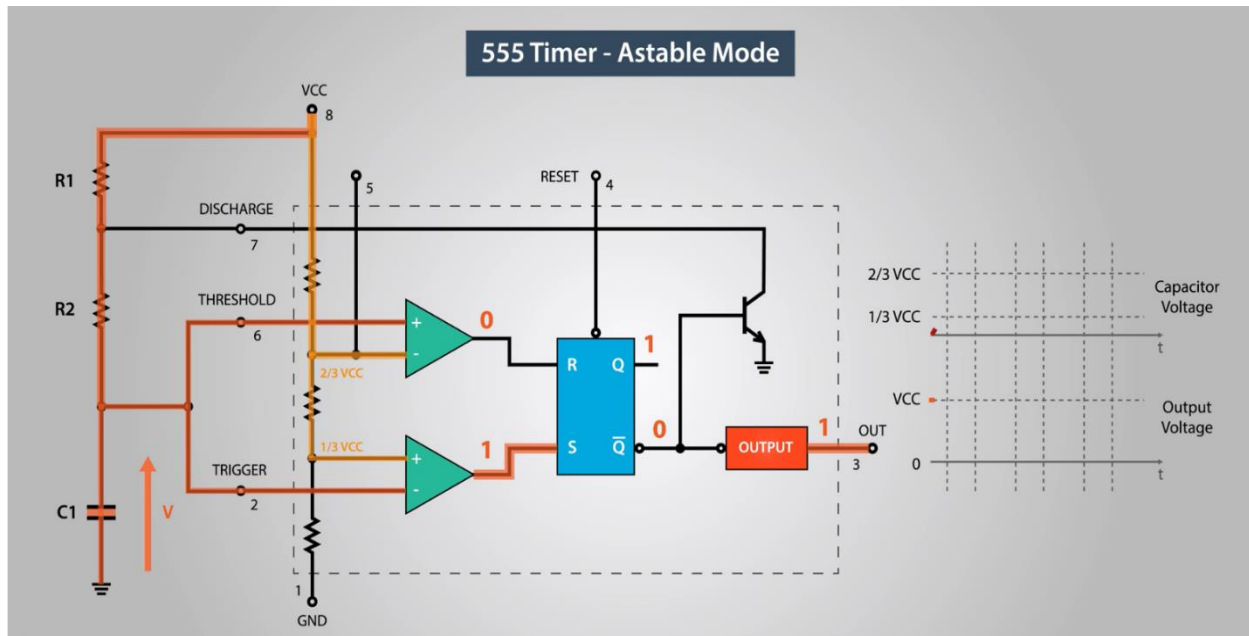 555 Timer - Astable Mode
VCC
8
R1
5
RESET
4
DISCHARGE
7
2/3 VCC
Capacitor
Voltage
R2
THRESHOLD
6
+
0
1/3 VCC
-
R
Q
1
t
2/3 VCC
VCC
Output
Voltage
1/3 VCC
+
1
S
Q
0
OUTPUT
1
OUT
3
0
t
TRIGGER
2
-
C1
V
1
GND